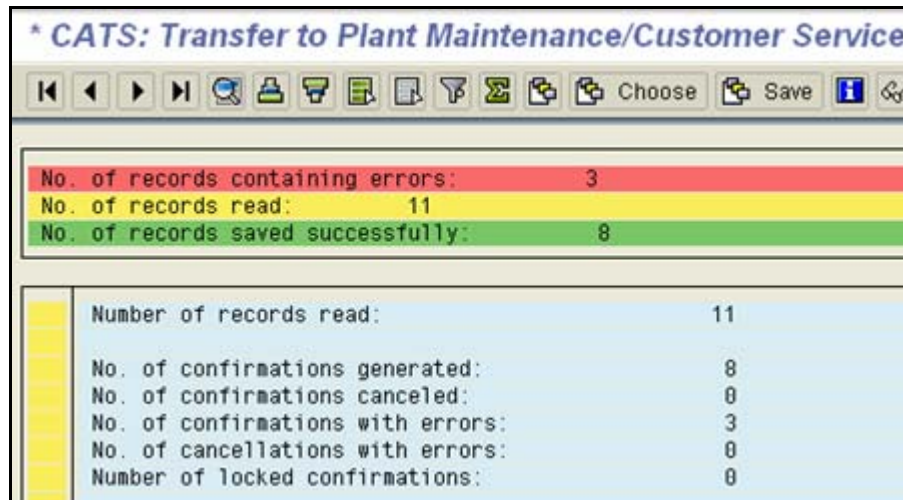 * CATS: Transfer to Plant Maintenance/Customer Service
Choose Save
No. of records containing errors: 3
No. of records read: 11
No. of records saved successfully: 8
Number of records read: 11
No. of confirmations generated: 8
No. of confirmations canceled: 0
No. of confirmations with errors: 3
No. of cancellations with errors: 0
Number of locked confirmations: 0